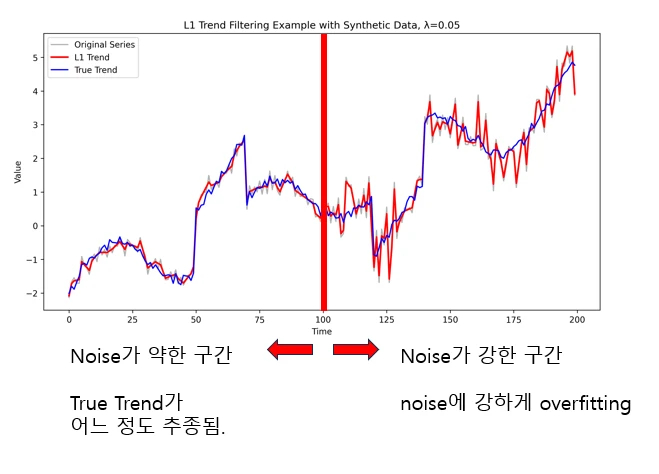 L1 Trend Filtering Example with Synthetic Data, λ=0.05
Original Series
L1 Trend
True Trend
Value
5
4
3
2
1
0
−1
−2
0 25 50 75 100 125 150 175 200
Time
Noise가 약한 구간
Noise가 강한 구간
True Trend가
어느 정도 추종됨.
noise에 강하게 overfitting